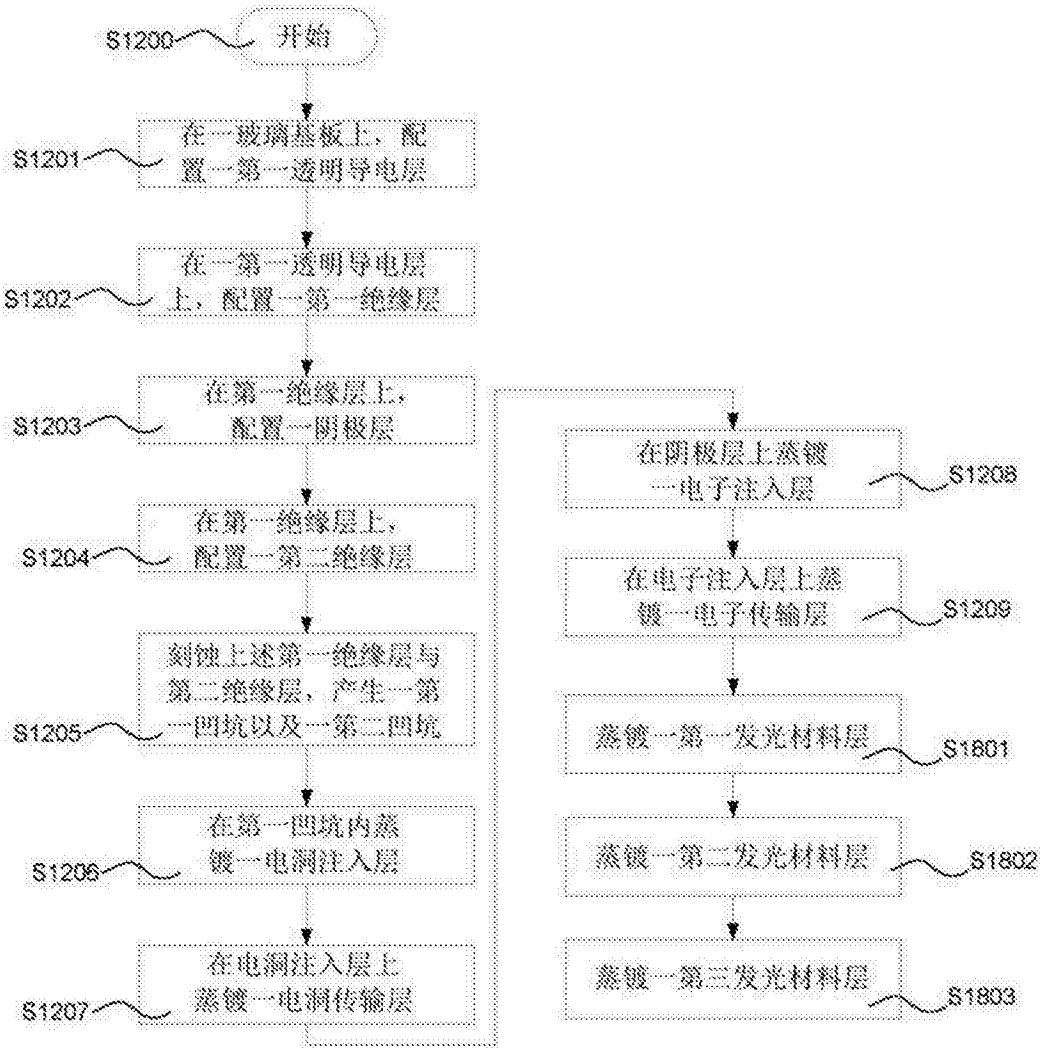 S1200
开始
S1201
在一玻璃基板上，配
置一第一透明导电层
S1202
在一第一透明导电层
上，配置一第一绝缘层
S1203
在第一绝缘层上，
配置一阴极层
S1204
在第一绝缘层上，
配置一第二绝缘层
S1205
刻蚀上述第一绝缘层与
第二绝缘层，产生一第
一凹坑以及一第二凹坑
S1206
在第一凹坑内蒸
镀一电洞注入层
S1207
在电洞注入层上
蒸镀一电洞传输层
在阴极层上蒸镀
一电子注入层
S1208
在电子注入层上蒸
镀一电子传输层
S1209
蒸镀一第一发光材料层
S1801
蒸镀一第二发光材料层
S1802
蒸镀一第三发光材料层
S1803